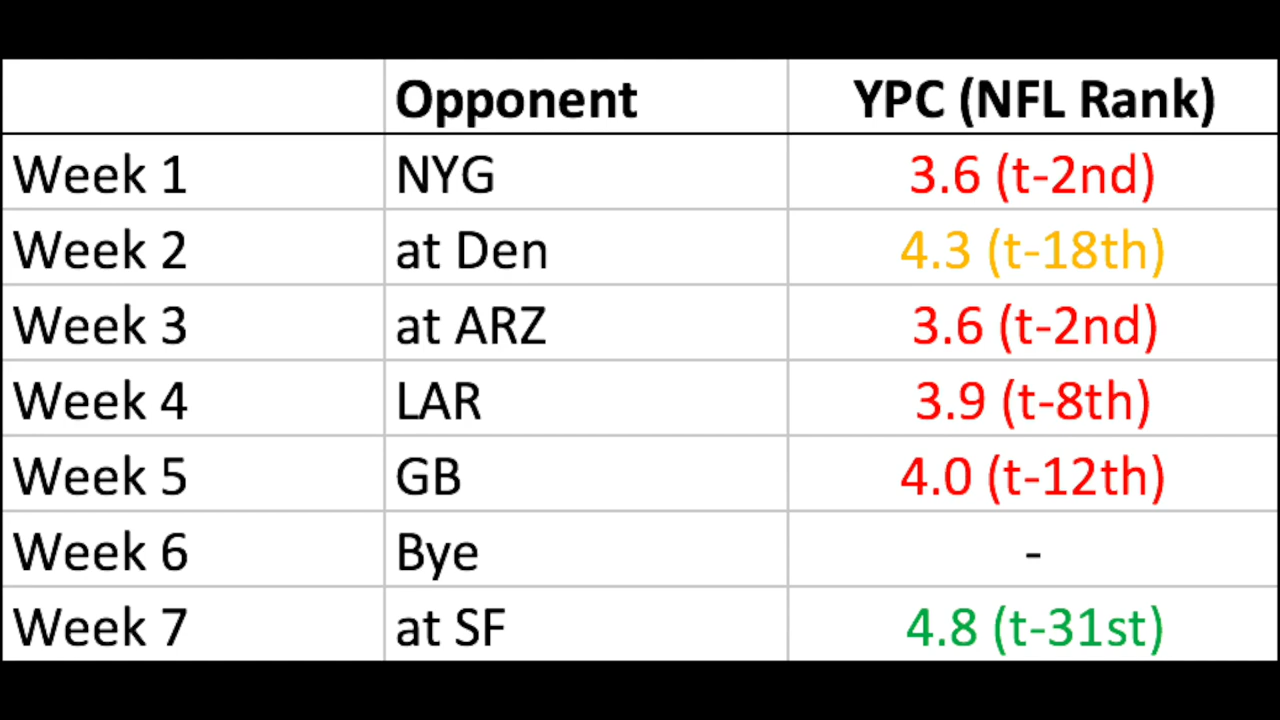 Opponent YPC (NFL Rank)
Week 1 NYG 3.6 (t-2nd)
Week 2 at Den 4.3 (t-18th)
Week 3 at ARZ 3.6 (t-2nd)
Week 4 LAR 3.9 (t-8th)
Week 5 GB 4.0 (t-12th)
Week 6 Bye -
Week 7 at SF 4.8 (t-31st)